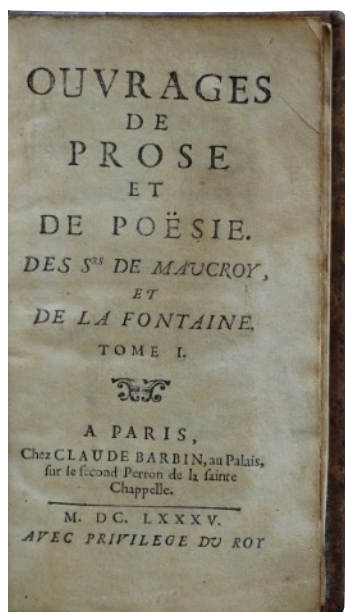 OUVRAGES
DE
PROSE
ET
DE POËSIE.
DES SRS DE MAUCROY,
ET
DE LA FONTAINE.
TOME I.
A PARIS,
Chez CLAUDE BARBIN, au Palais,
sur le second Perron de la sainte
Chappelle.
M. DC. LXXXV.
AVEC PRIVILEGE DU ROY